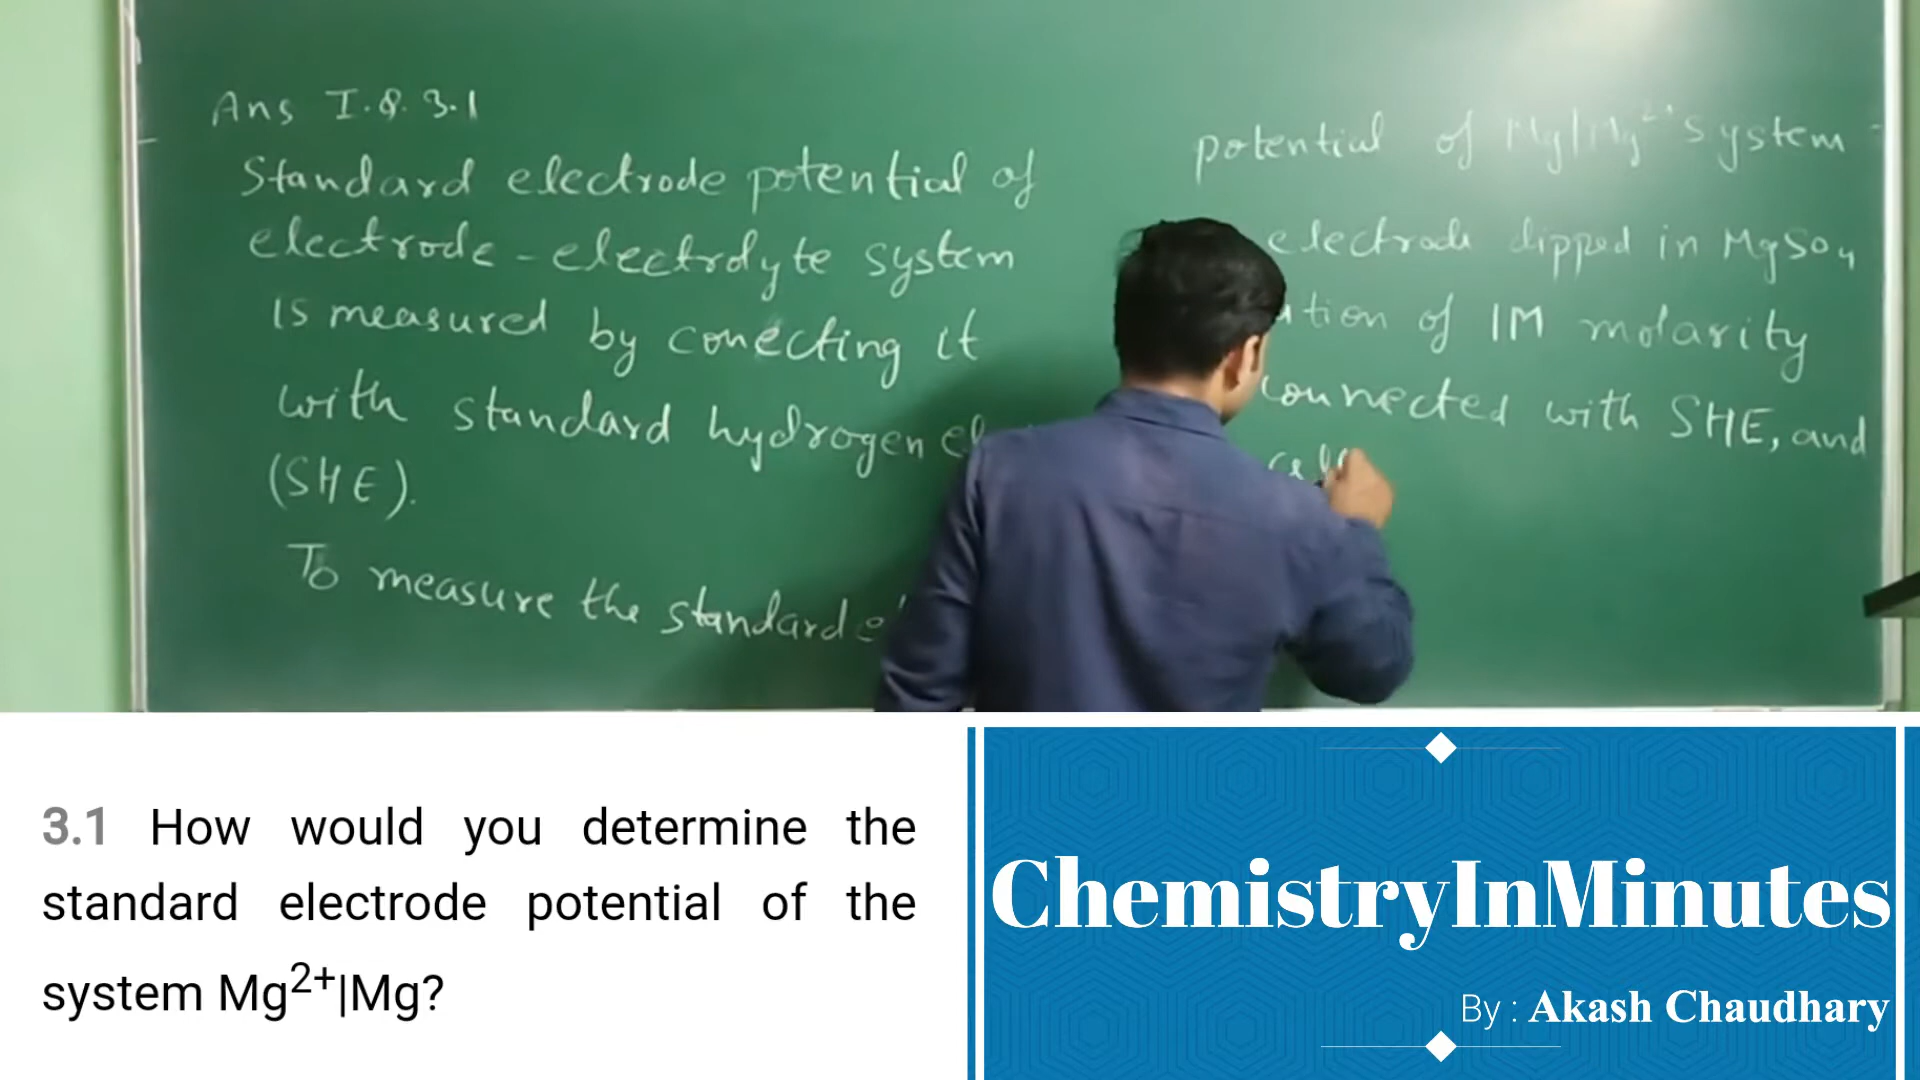 Ans I.Q. 3.1
Standard electrode potential of
electrode - electrolyte system
is measured by conecting it
with standard hydrogen el
(SHE).
To measure the standard e
potential of Mg|Mg2+ system
electrode dipped in MgSO4
ution of 1M molarity
connected with SHE, and
cell
3.1 How would you determine the
standard electrode potential of the
system Mg2+|Mg?
ChemistryInMinutes
By : Akash Chaudhary